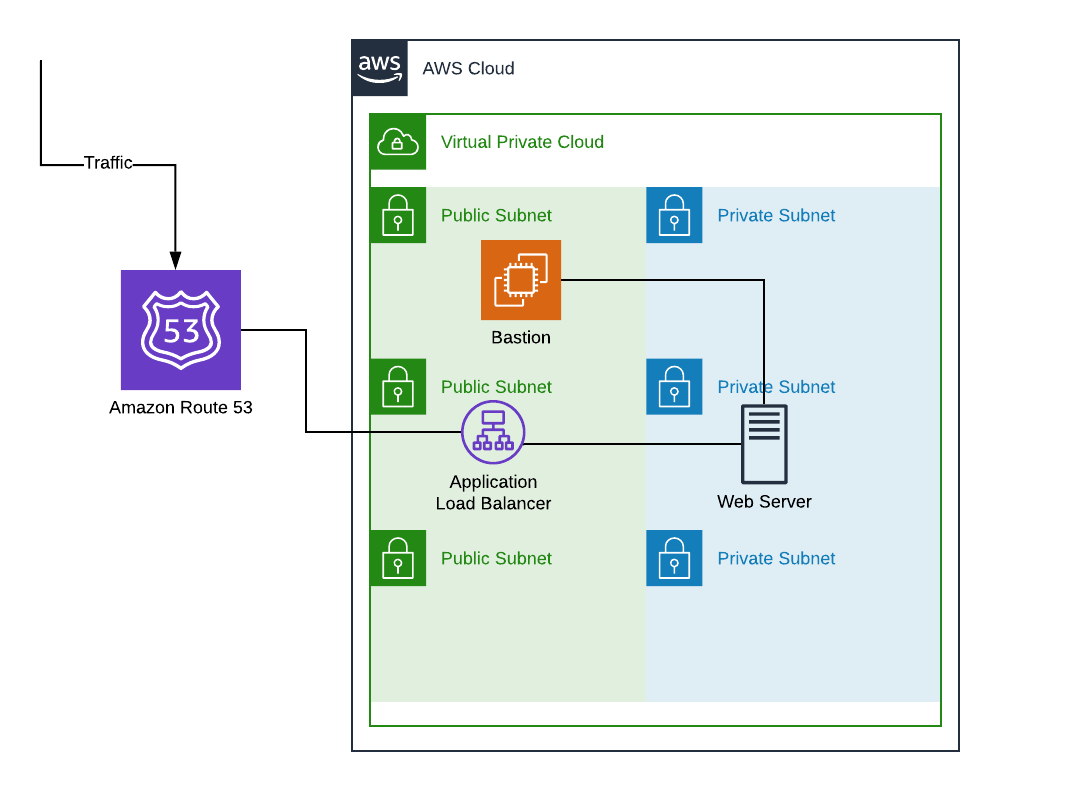 aws
AWS Cloud
Virtual Private Cloud
Traffic
Public Subnet
Private Subnet
Bastion
53
Amazon Route 53
Public Subnet
Private Subnet
Application
Load Balancer
Web Server
Public Subnet
Private Subnet